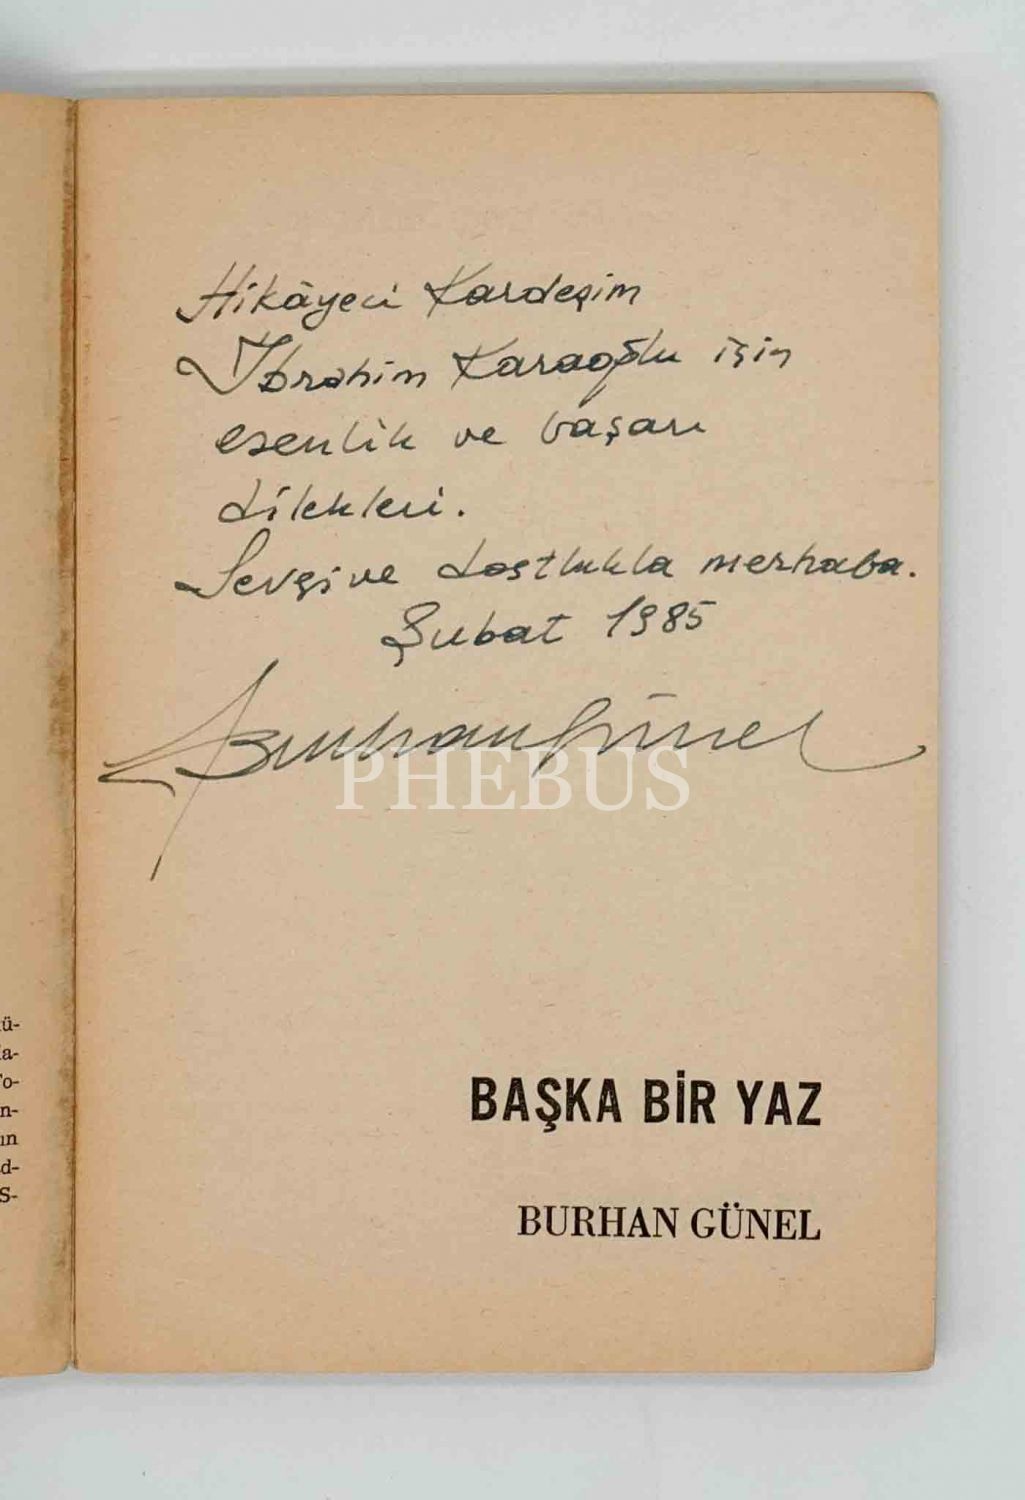 Hikâyeci Kardeşim
İbrahim Karaoğlu için
esenlik ve başarı
dilekleri.
Sevgi ve dostlukla merhaba.
Şubat 1985
Burhan Günel
PHEBUS
BAŞKA BİR YAZ
BURHAN GÜNEL
ü-
a-
o-
n-
ın
d-
S-